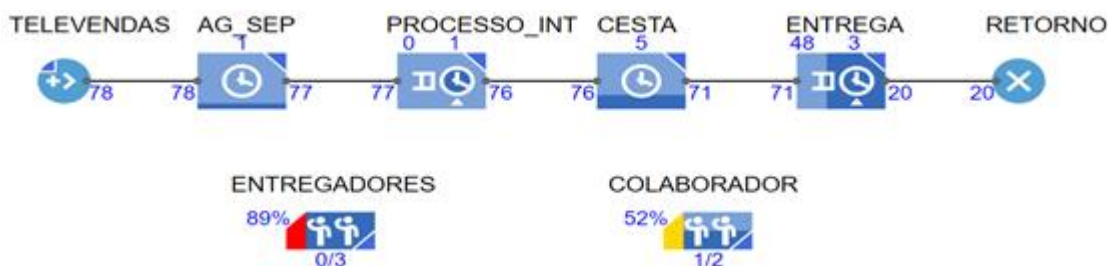 TELEVENDAS AG_SEP PROCESSO_INT CESTA ENTREGA RETORNO
1 0 1 5 48 3
78 78 77 77 76 76 71 71 20 20
ENTREGADORES COLABORADOR
89% 52%
0/3 1/2